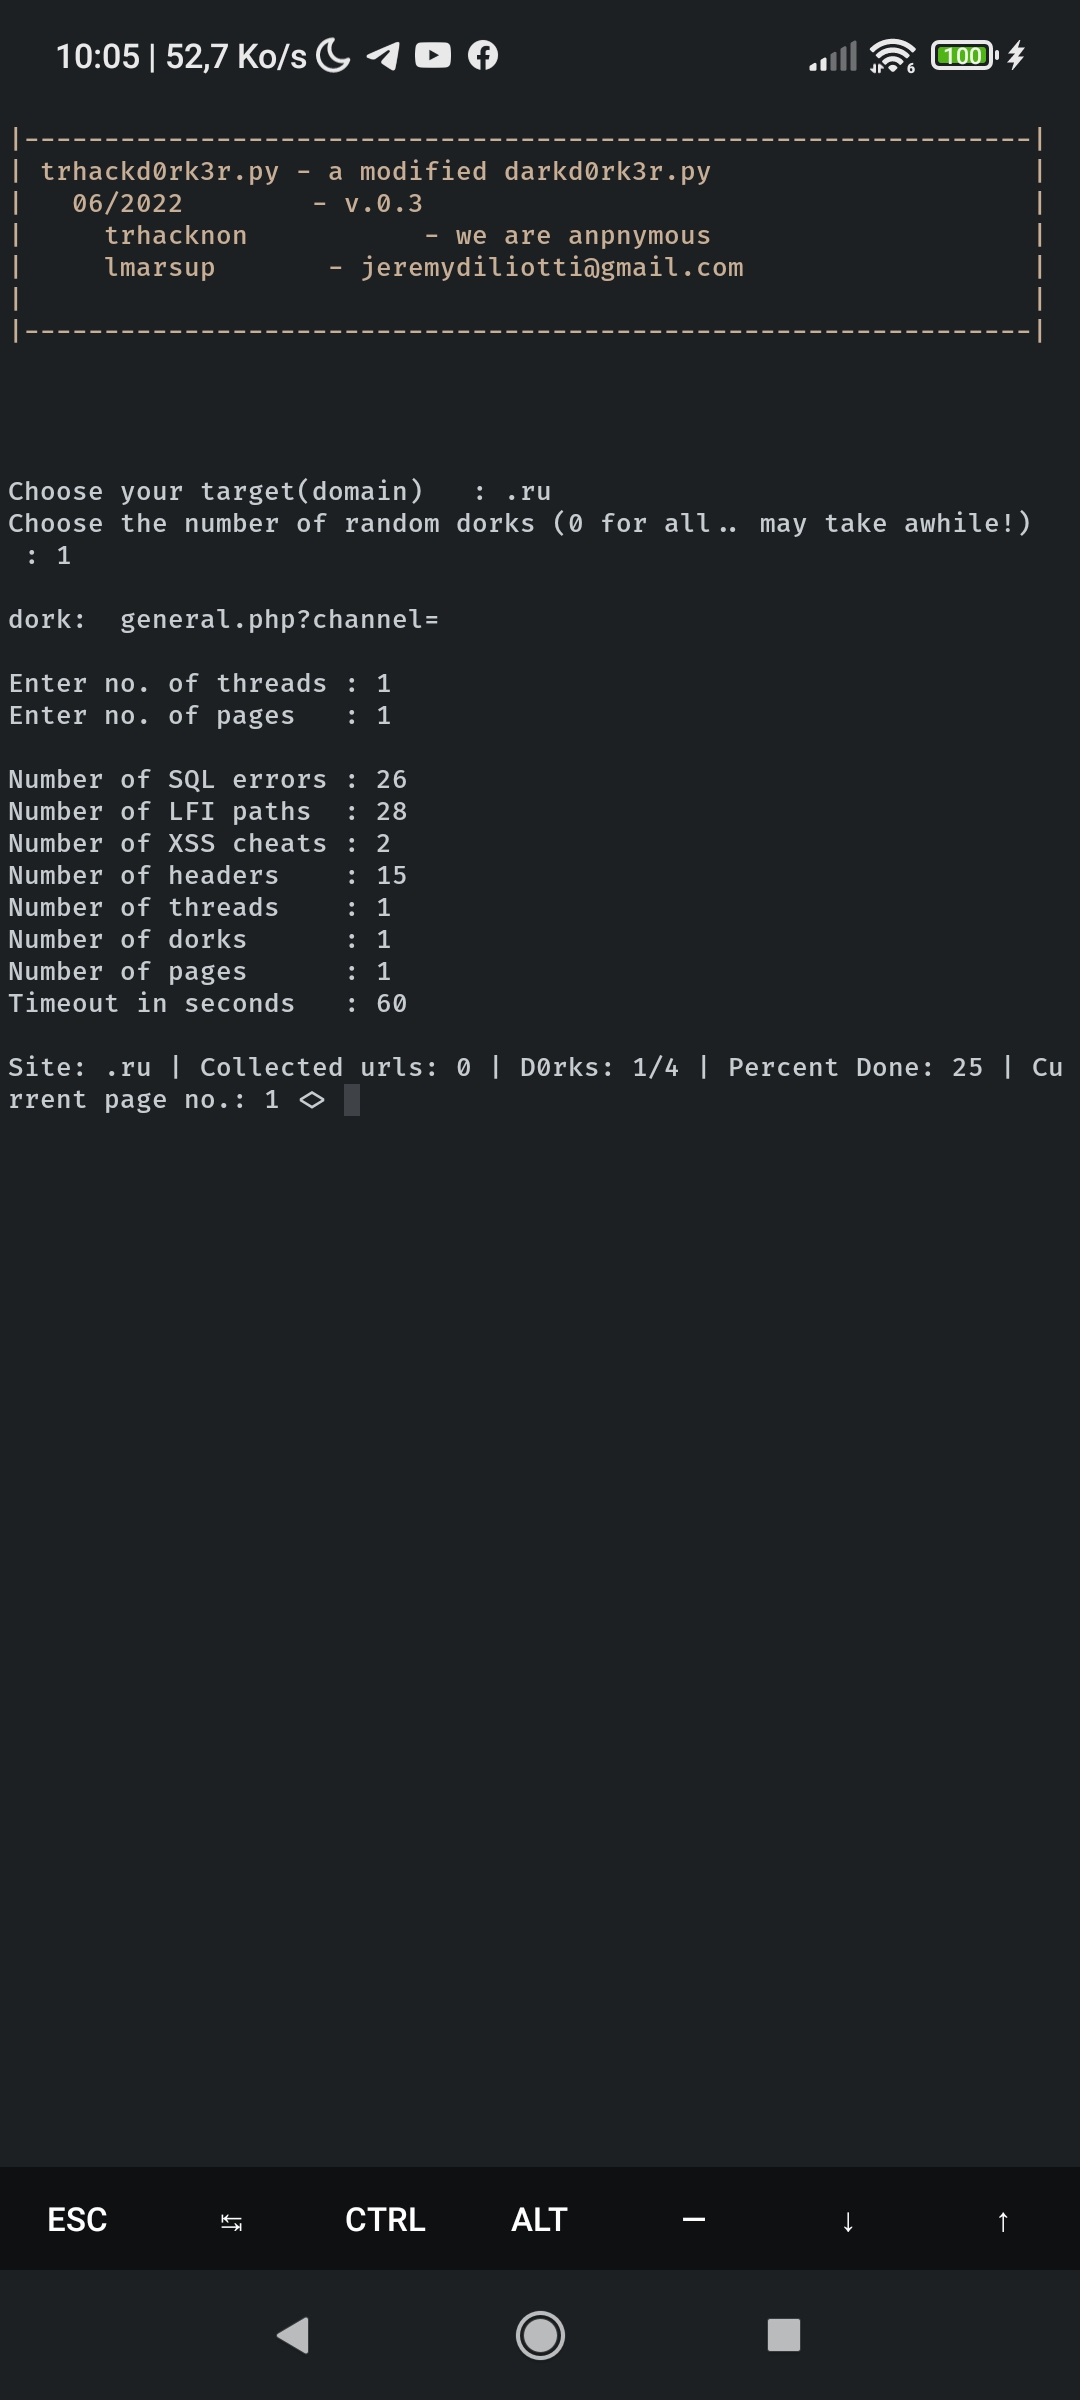 10:05 | 52,7 Ko/s 6 100
|---------------------------------------------------------------|
| trhackd0rk3r.py - a modified darkd0rk3r.py |
| 06/2022 - v.0.3 |
| trhacknon - we are anpnymous |
| lmarsup - jeremydiliotti@gmail.com |
| |
|---------------------------------------------------------------|
Choose your target(domain) : .ru
Choose the number of random dorks (0 for all.. may take awhile!)
: 1
dork: general.php?channel=
Enter no. of threads : 1
Enter no. of pages : 1
Number of SQL errors : 26
Number of LFI paths : 28
Number of XSS cheats : 2
Number of headers : 15
Number of threads : 1
Number of dorks : 1
Number of pages : 1
Timeout in seconds : 60
Site: .ru | Collected urls: 0 | D0rks: 1/4 | Percent Done: 25 | Cu
rrent page no.: 1 <>
ESC ↹ CTRL ALT — ↓ ↑